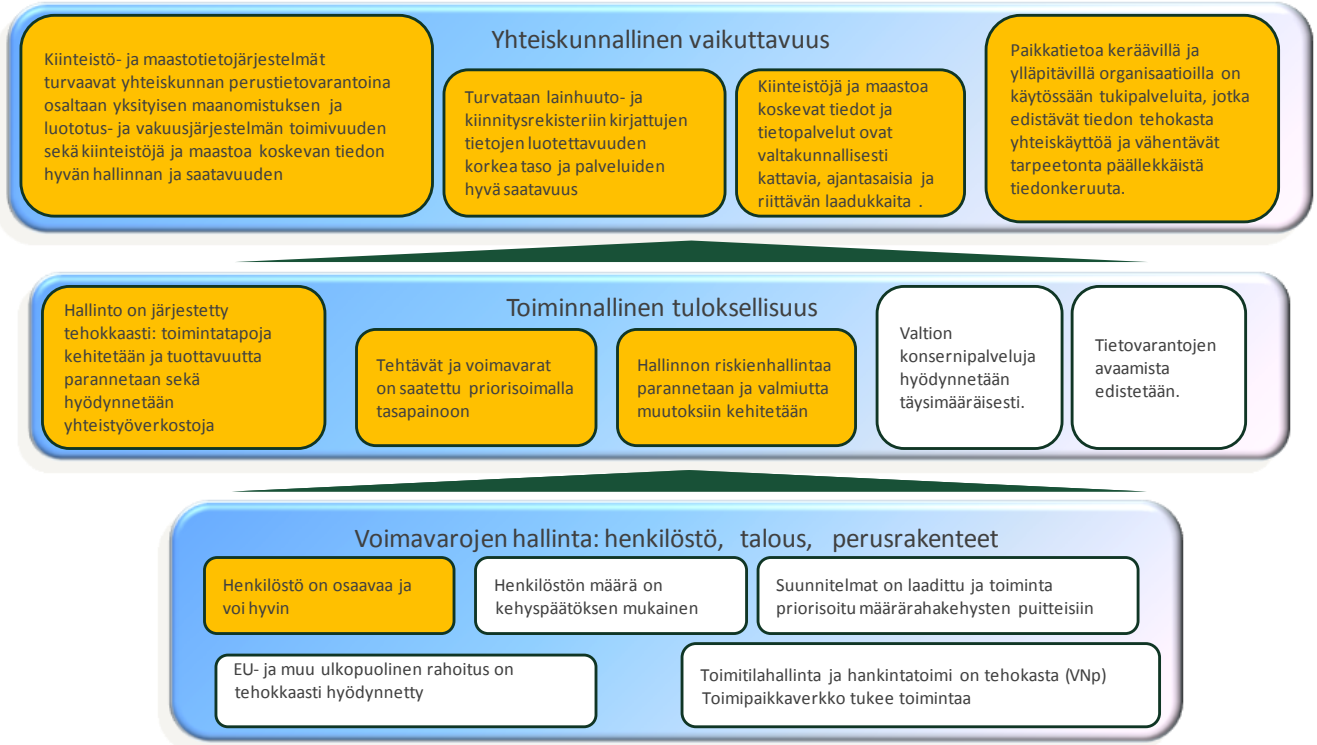 Yhteiskunnallinen vaikuttavuus
Kiinteistö- ja maastotietojärjestelmät
turvaavat yhteiskunnan perustietovarantoina
osaltaan yksityisen maanomistuksen ja
luototus- ja vakuusjärjestelmän toimivuuden
sekä kiinteistöjä ja maastoa koskevan tiedon
hyvän hallinnan ja saatavuuden
Turvataan lainhuuto- ja
kiinnitysrekisteriin kirjattujen
tietojen luotettavuuden
korkea taso ja palveluiden
hyvä saatavuus
Kiinteistöjä ja maastoa
koskevat tiedot ja
tietopalvelut ovat
valtakunnallisesti
kattavia, ajantasaisia ja
riittävän laadukkaita .
Paikkatietoa keräävillä ja
ylläpitävillä organisaatioilla on
käytössään tukipalveluita, jotka
edistävät tiedon tehokasta
yhteiskäyttöä ja vähentävät
tarpeetonta päällekkäistä
tiedonkeruuta.
Toiminnallinen tuloksellisuus
Hallinto on järjestetty
tehokkaasti: toimintatapoja
kehitetään ja tuottavuutta
parannetaan sekä
hyödynnetään
yhteistyöverkostoja
Tehtävät ja voimavarat
on saatettu priorisoimalla
tasapainoon
Hallinnon riskienhallintaa
parannetaan ja valmiutta
muutoksiin kehitetään
Valtion
konsernipalveluja
hyödynnetään
täysimääräisesti.
Tietovarantojen
avaamista
edistetään.
Voimavarojen hallinta: henkilöstö, talous, perusrakenteet
Henkilöstö on osaavaa ja
voi hyvin
Henkilöstön määrä on
kehyspäätöksen mukainen
Suunnitelmat on laadittu ja toiminta
priorisoitu määrärahakehysten puitteisiin
EU- ja muu ulkopuolinen rahoitus on
tehokkaasti hyödynnetty
Toimitilahallinta ja hankintatoimi on tehokasta (VNp)
Toimipaikkaverkko tukee toimintaa